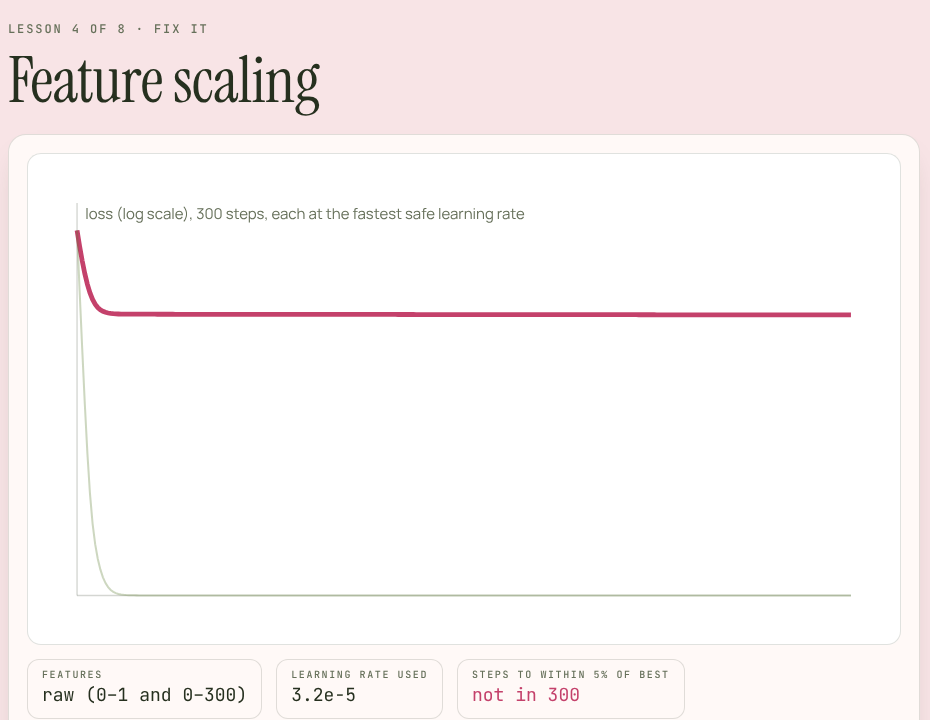 LESSON 4 OF 8 · FIX IT
Feature scaling
loss (log scale), 300 steps, each at the fastest safe learning rate
FEATURES
raw (0–1 and 0–300)
LEARNING RATE USED
3.2e-5
STEPS TO WITHIN 5% OF BEST
not in 300